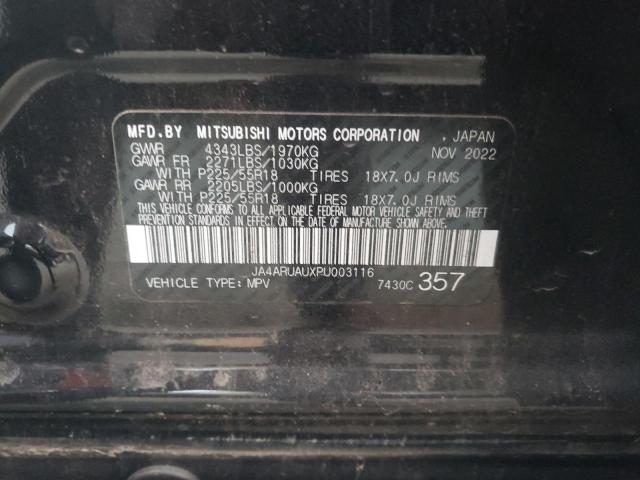 MFD.BY MITSUBISHI MOTORS CORPORATION . JAPAN
GVWR 4343LBS/1970KG NOV 2022
GAWR FR 2271LBS/1030KG
WITH P225/55R18 TIRES 18X7.0J RIMS
GAWR RR 2205LBS/1000KG
WITH P225/55R18 TIRES 18X7.0J RIMS
THIS VEHICLE CONFORMS TO ALL APPLICABLE FEDERAL MOTOR VEHICLE SAFETY AND THEFT
PREVENTION STANDARDS IN EFFECT ON THE DATE OF MANUFACTURE SHOWN ABOVE.
JA4ARUAUXPU003116
VEHICLE TYPE: MPV 7430C 357